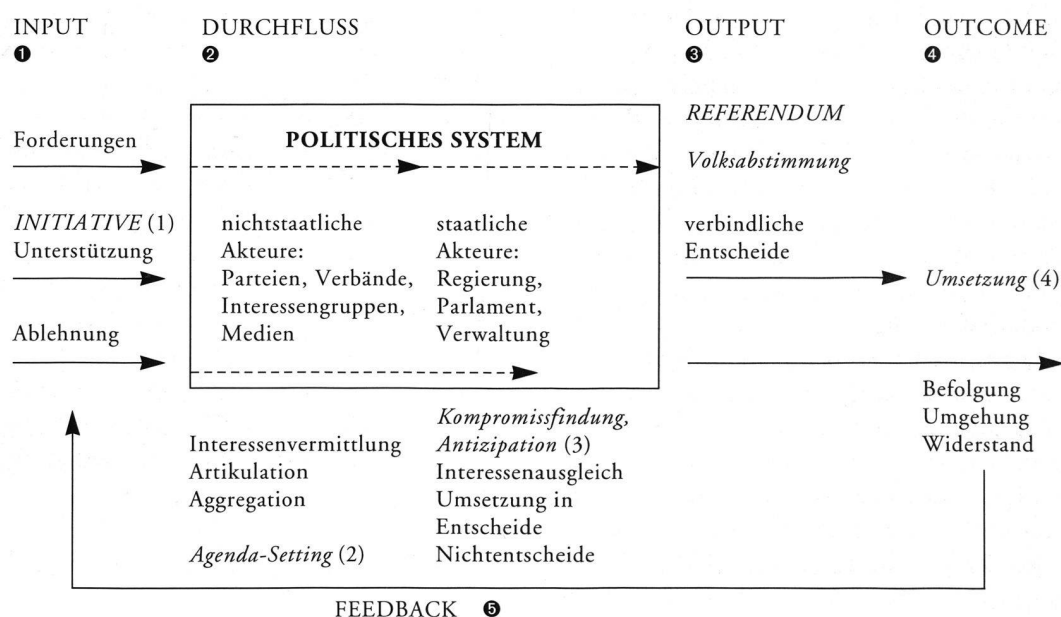 INPUT
❶
DURCHFLUSS
❷
OUTPUT
❸
OUTCOME
❹
Forderungen
INITIATIVE (1)
Unterstützung
Ablehnung
POLITISCHES SYSTEM
nichtstaatliche
Akteure:
Parteien, Verbände,
Interessengruppen,
Medien
staatliche
Akteure:
Regierung,
Parlament,
Verwaltung
REFERENDUM
Volksabstimmung
verbindliche
Entscheide
Umsetzung (4)
Befolgung
Umgehung
Widerstand
Interessenvermittlung
Artikulation
Aggregation
Agenda-Setting (2)
Kompromissfindung,
Antizipation (3)
Interessenausgleich
Umsetzung in
Entscheide
Nichtentscheide
FEEDBACK ❺